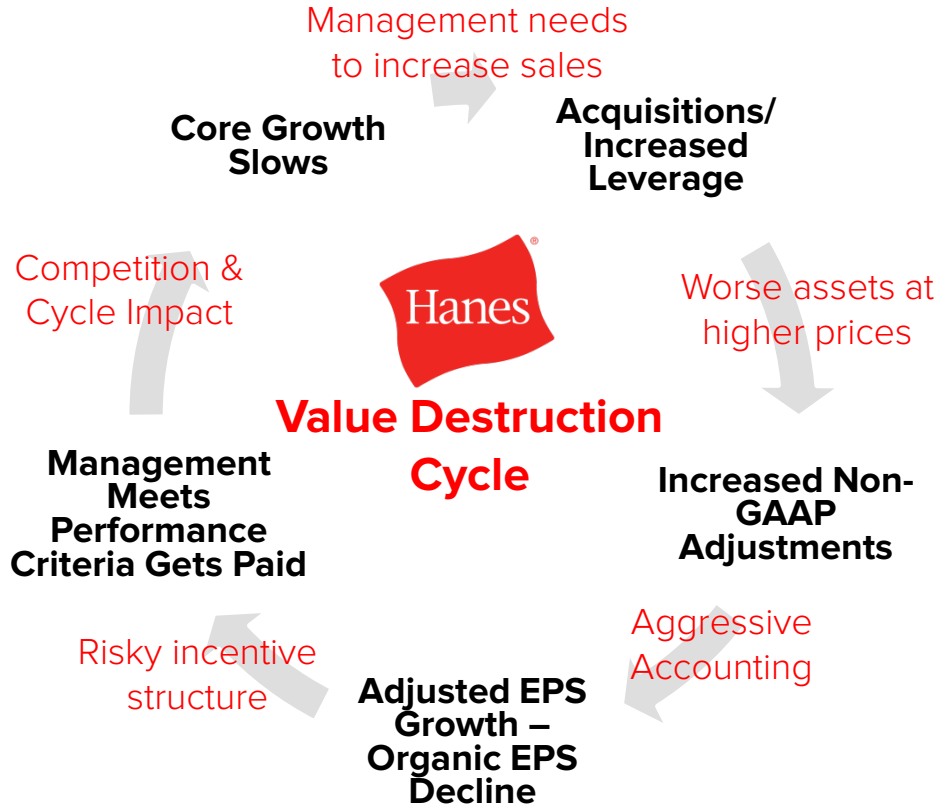 Management needs
to increase sales
Core Growth
Slows
Acquisitions/
Increased
Leverage
Competition &
Cycle Impact
Hanes
®
Worse assets at
higher prices
Value Destruction
Cycle
Management
Meets
Performance
Criteria Gets Paid
Increased Non-
GAAP
Adjustments
Risky incentive
structure
Aggressive
Accounting
Adjusted EPS
Growth –
Organic EPS
Decline